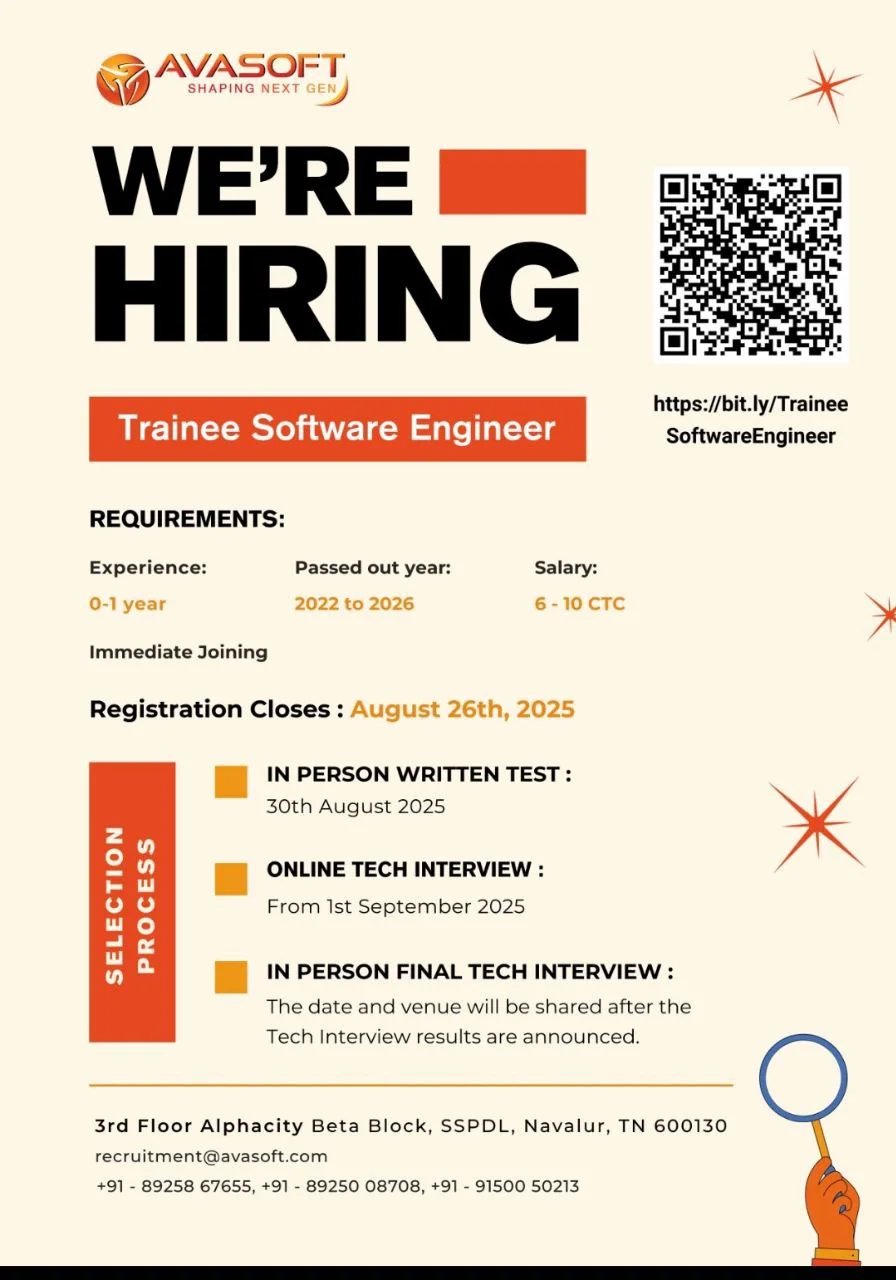 AVASOFT
SHAPING NEXT GEN
WE'RE
HIRING
https://bit.ly/Trainee
SoftwareEngineer
Trainee Software Engineer
REQUIREMENTS:
Experience:
0-1 year
Passed out year:
2022 to 2026
Salary:
6 - 10 CTC
Immediate Joining
Registration Closes : August 26th, 2025
SELECTION
PROCESS
IN PERSON WRITTEN TEST :
30th August 2025
ONLINE TECH INTERVIEW :
From 1st September 2025
IN PERSON FINAL TECH INTERVIEW :
The date and venue will be shared after the
Tech Interview results are announced.
3rd Floor Alphacity Beta Block, SSPDL, Navalur, TN 600130
recruitment@avasoft.com
+91 - 89258 67655, +91 - 89250 08708, +91 - 91500 50213